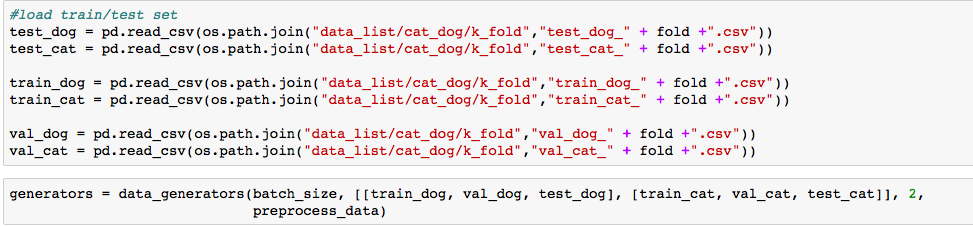 #load train/test set
test_dog = pd.read_csv(os.path.join("data_list/cat_dog/k_fold","test_dog_" + fold +".csv"))
test_cat = pd.read_csv(os.path.join("data_list/cat_dog/k_fold","test_cat_" + fold +".csv"))
train_dog = pd.read_csv(os.path.join("data_list/cat_dog/k_fold","train_dog_" + fold +".csv"))
train_cat = pd.read_csv(os.path.join("data_list/cat_dog/k_fold","train_cat_" + fold +".csv"))
val_dog = pd.read_csv(os.path.join("data_list/cat_dog/k_fold","val_dog_" + fold +".csv"))
val_cat = pd.read_csv(os.path.join("data_list/cat_dog/k_fold","val_cat_" + fold +".csv"))
generators = data_generators(batch_size, [[train_dog, val_dog, test_dog], [train_cat, val_cat, test_cat]], 2,
preprocess_data)